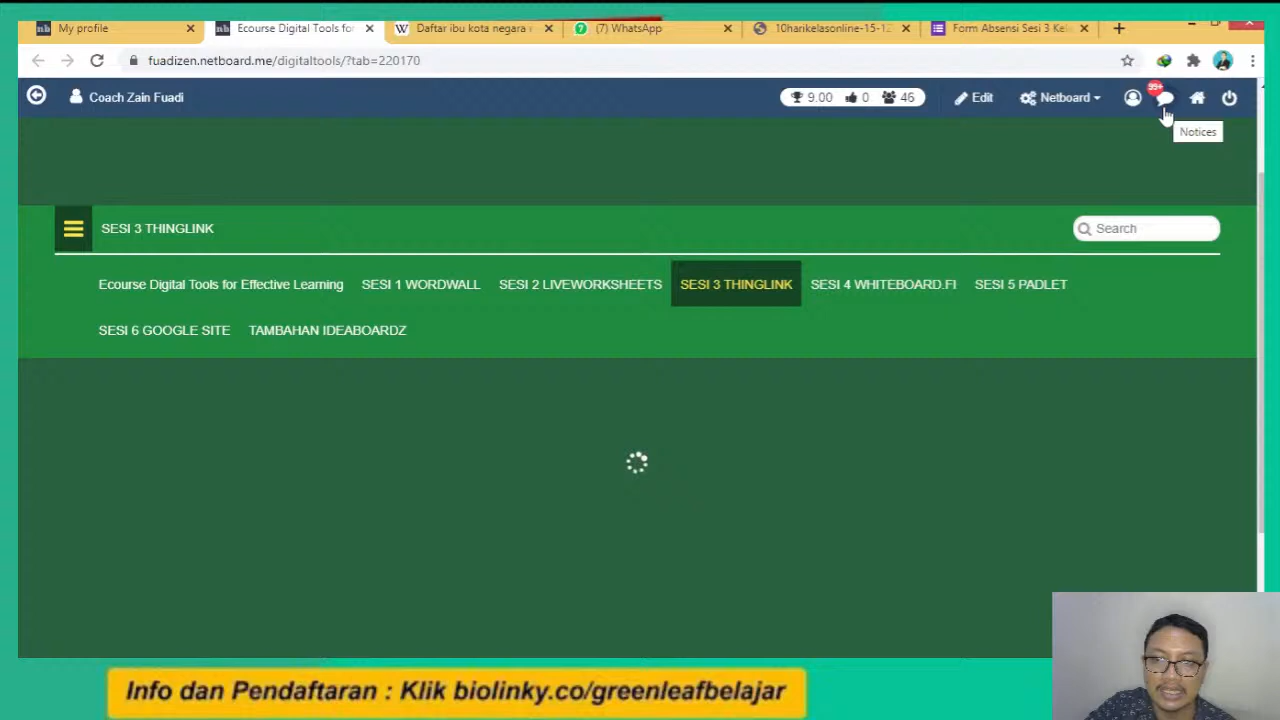 My profile
Ecourse Digital Tools fo
Daftar ibu kota negara
(7) WhatsApp
10harikelasonline-15-12
Form Absensi Sesi 3 Kel
fuadizen.netboard.me/digitaltools/?tab=220170
Coach Zain Fuadi
9.00 0 46
Edit
Netboard
99+
Notices
SESI 3 THINGLINK
Search
Ecourse Digital Tools for Effective Learning SESI 1 WORDWALL SESI 2 LIVEWORKSHEETS SESI 3 THINGLINK SESI 4 WHITEBOARD.FI SESI 5 PADLET
SESI 6 GOOGLE SITE TAMBAHAN IDEABOARDZ
Info dan Pendaftaran : Klik biolinky.co/greenleafbelajar